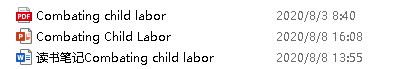 Combating child labor 2020/8/3 8:40
Combating Child Labor 2020/8/8 16:08
读书笔记Combating child labor 2020/8/8 13:55